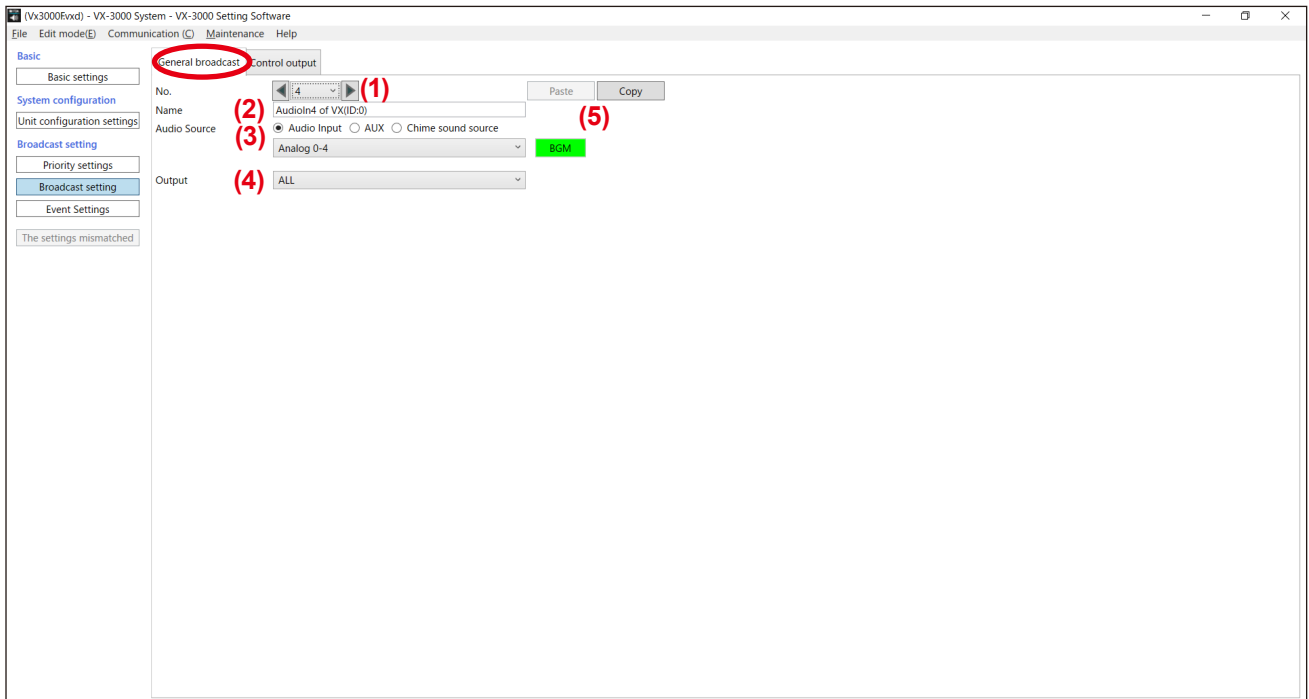 (Vx3000F.vxd) - VX-3000 System - VX-3000 Setting Software
File Edit mode(E) Communication (C) Maintenance Help
Basic
Basic settings
System configuration
Unit configuration settings
Broadcast setting
Priority settings
Broadcast setting
Event Settings
The settings mismatched
General broadcast Control output
No. 4 (1) Paste Copy
Name (2) AudioIn4 of VX(ID:0) (5)
Audio Source (3) Audio Input AUX Chime sound source
Analog 0-4 BGM
Output (4) ALL